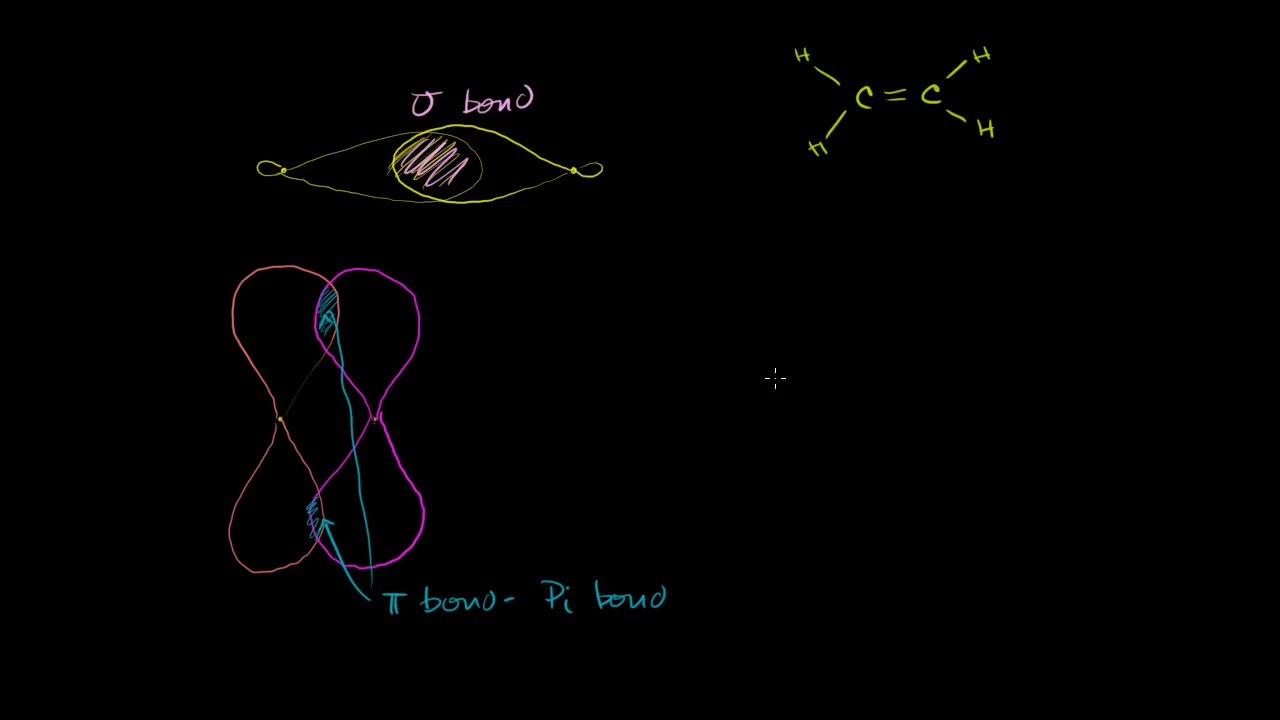 σ bond
H H
C = C
H H
π bond - Pi bond